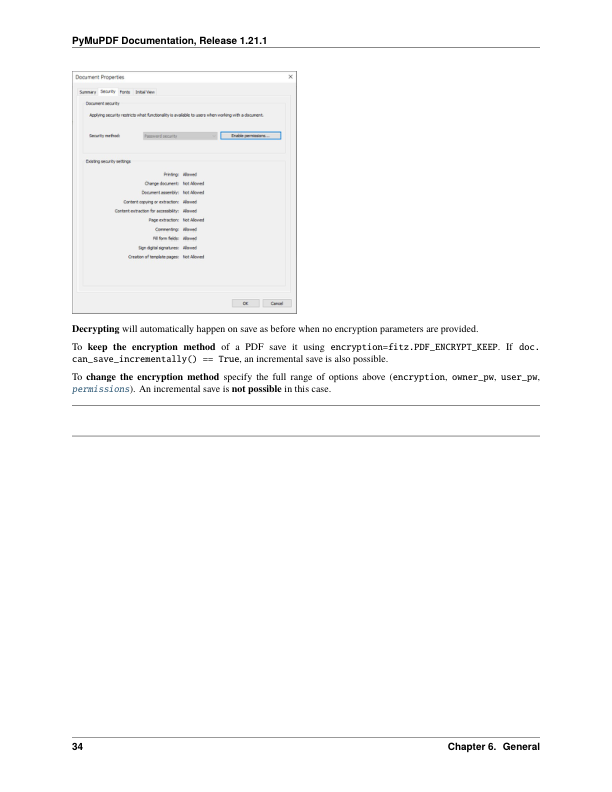 PyMuPDF Documentation, Release 1.21.1
Document Properties
Summary Security Fonts Initial View
Document security
Applying security restricts what functionality is available to users when working with a document.
Security method: Password security Enable permissions...
Existing security settings
Printing: Allowed
Change document: Not Allowed
Document assembly: Not Allowed
Content copying or extraction: Allowed
Content extraction for accessibility: Allowed
Page extraction: Not Allowed
Commenting: Allowed
Fill form fields: Allowed
Sign digital signatures: Allowed
Creation of template pages: Not Allowed
OK Cancel
Decrypting will automatically happen on save as before when no encryption parameters are provided.
To keep the encryption method of a PDF save it using encryption=fitz.PDF_ENCRYPT_KEEP. If doc.
can_save_incrementally() == True, an incremental save is also possible.
To change the encryption method specify the full range of options above (encryption, owner_pw, user_pw,
permissions). An incremental save is not possible in this case.
34 Chapter 6. General